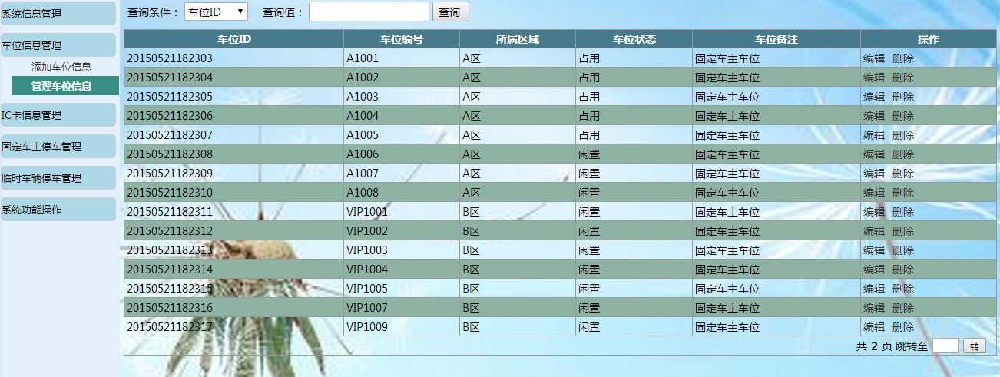 系统信息管理
车位信息管理
添加车位信息
管理车位信息
IC卡信息管理
固定车主停车管理
临时车辆停车管理
系统功能操作
查询条件： 车位ID 查询值： 查询
车位ID 车位编号 所属区域 车位状态 车位备注 操作
20150521182303 A1001 A区 占用 固定车主车位 编辑 删除
20150521182304 A1002 A区 占用 固定车主车位 编辑 删除
20150521182305 A1003 A区 占用 固定车主车位 编辑 删除
20150521182306 A1004 A区 占用 固定车主车位 编辑 删除
20150521182307 A1005 A区 占用 固定车主车位 编辑 删除
20150521182308 A1006 A区 闲置 固定车主车位 编辑 删除
20150521182309 A1007 A区 闲置 固定车主车位 编辑 删除
20150521182310 A1008 A区 闲置 固定车主车位 编辑 删除
20150521182311 VIP1001 B区 闲置 固定车主车位 编辑 删除
20150521182312 VIP1002 B区 闲置 固定车主车位 编辑 删除
20150521182313 VIP1003 B区 闲置 固定车主车位 编辑 删除
20150521182314 VIP1004 B区 闲置 固定车主车位 编辑 删除
20150521182315 VIP1005 B区 闲置 固定车主车位 编辑 删除
20150521182316 VIP1007 B区 闲置 固定车主车位 编辑 删除
20150521182317 VIP1009 B区 闲置 固定车主车位 编辑 删除
共 2 页 跳转至 转